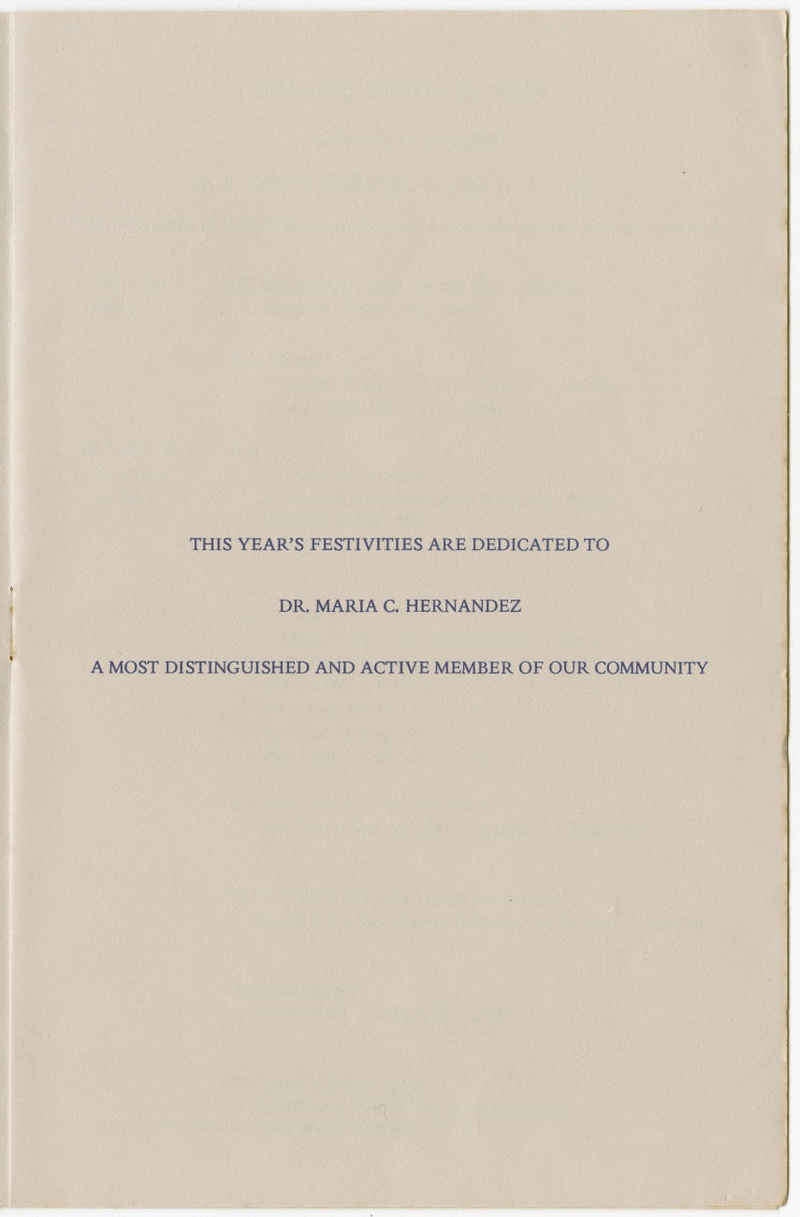 THIS YEAR'S FESTIVITIES ARE DEDICATED TO
DR. MARIA C. HERNANDEZ
A MOST DISTINGUISHED AND ACTIVE MEMBER OF OUR COMMUNITY